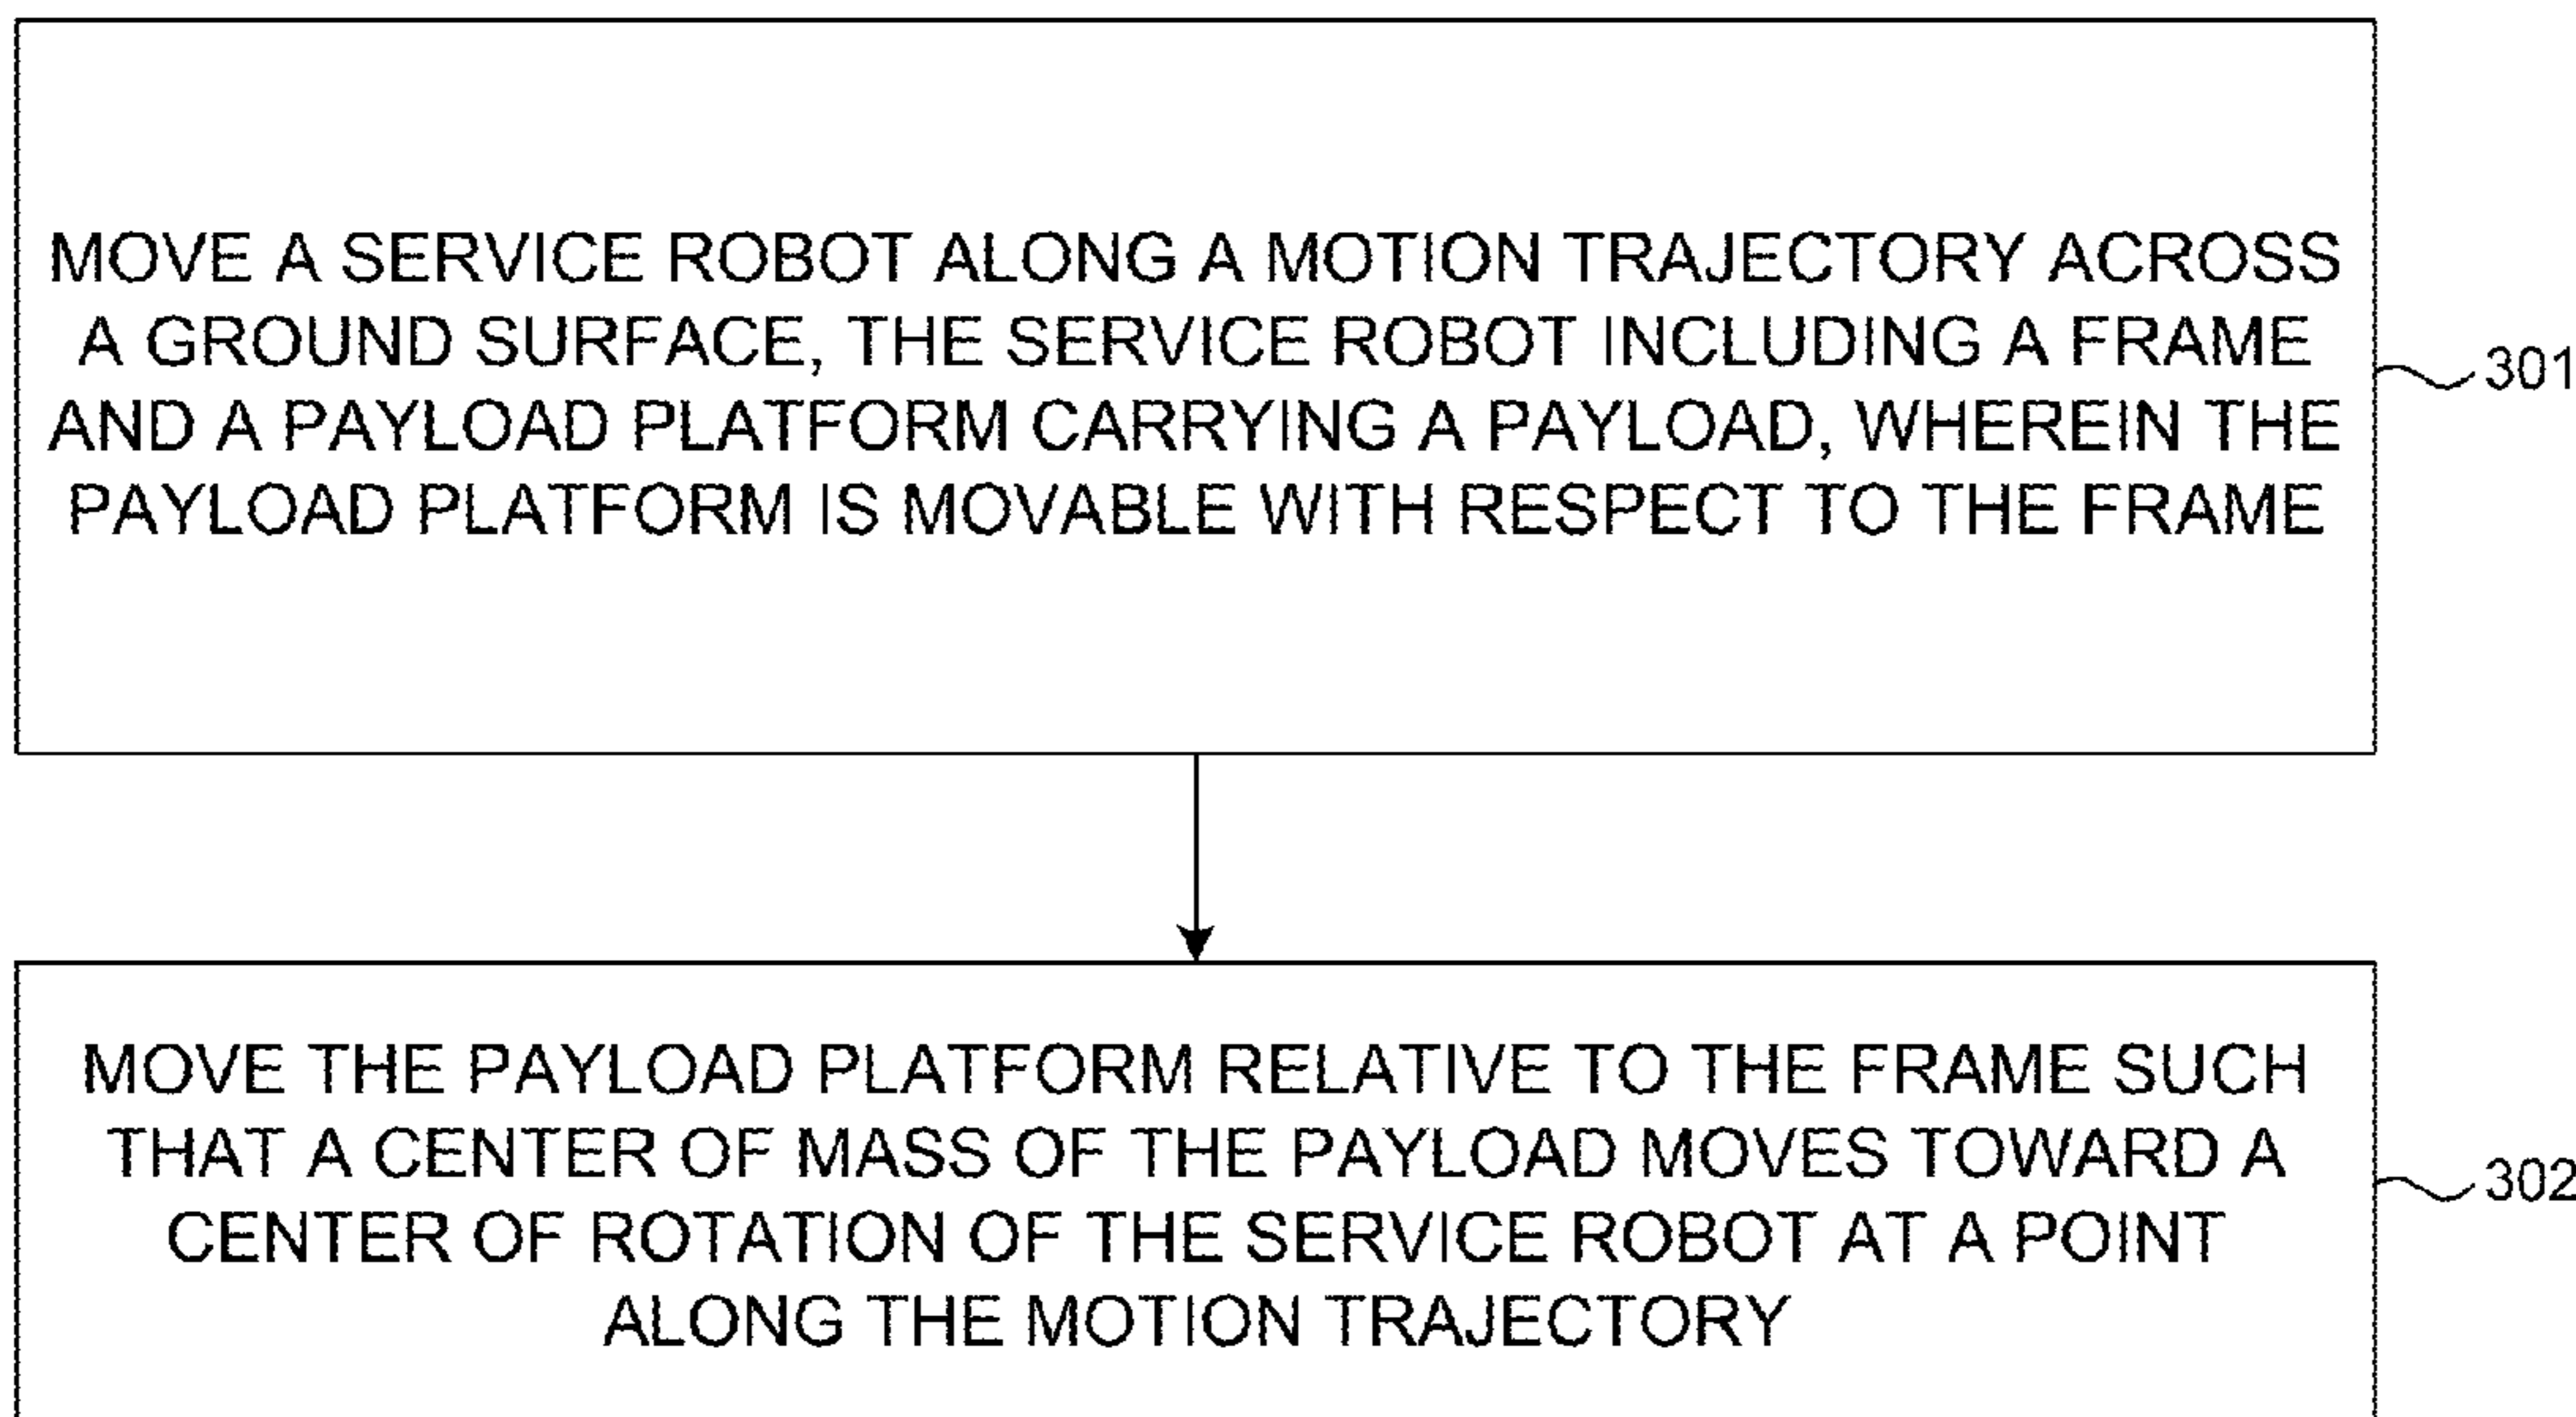 MOVE A SERVICE ROBOT ALONG A MOTION TRAJECTORY ACROSS
A GROUND SURFACE, THE SERVICE ROBOT INCLUDING A FRAME
AND A PAYLOAD PLATFORM CARRYING A PAYLOAD, WHEREIN THE
PAYLOAD PLATFORM IS MOVABLE WITH RESPECT TO THE FRAME
301
MOVE THE PAYLOAD PLATFORM RELATIVE TO THE FRAME SUCH
THAT A CENTER OF MASS OF THE PAYLOAD MOVES TOWARD A
CENTER OF ROTATION OF THE SERVICE ROBOT AT A POINT
ALONG THE MOTION TRAJECTORY
302